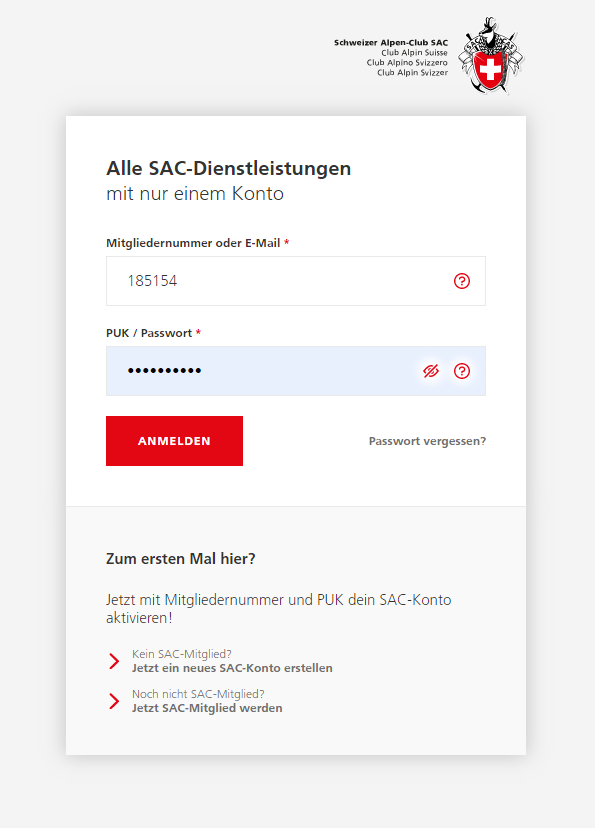 Schweizer Alpen-Club SAC
Club Alpin Suisse
Club Alpino Svizzero
Club Alpin Svizzer
Alle SAC-Dienstleistungen
mit nur einem Konto
Mitgliedernummer oder E-Mail *
185154
PUK / Passwort *
••••••••••
ANMELDEN
Passwort vergessen?
Zum ersten Mal hier?
Jetzt mit Mitgliedernummer und PUK dein SAC-Konto
aktivieren!
Kein SAC-Mitglied?
Jetzt ein neues SAC-Konto erstellen
Noch nicht SAC-Mitglied?
Jetzt SAC-Mitglied werden